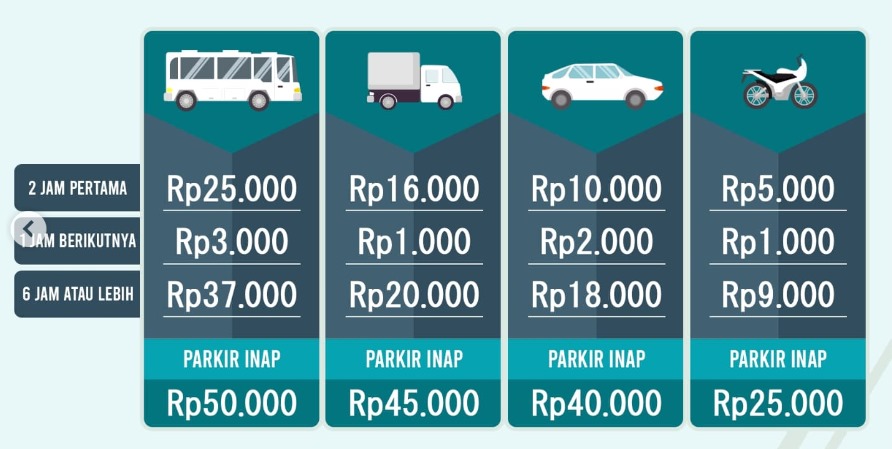 2 JAM PERTAMA Rp25.000 Rp16.000 Rp10.000 Rp5.000
1 JAM BERIKUTNYA Rp3.000 Rp1.000 Rp2.000 Rp1.000
6 JAM ATAU LEBIH Rp37.000 Rp20.000 Rp18.000 Rp9.000
PARKIR INAP PARKIR INAP PARKIR INAP PARKIR INAP
Rp50.000 Rp45.000 Rp40.000 Rp25.000